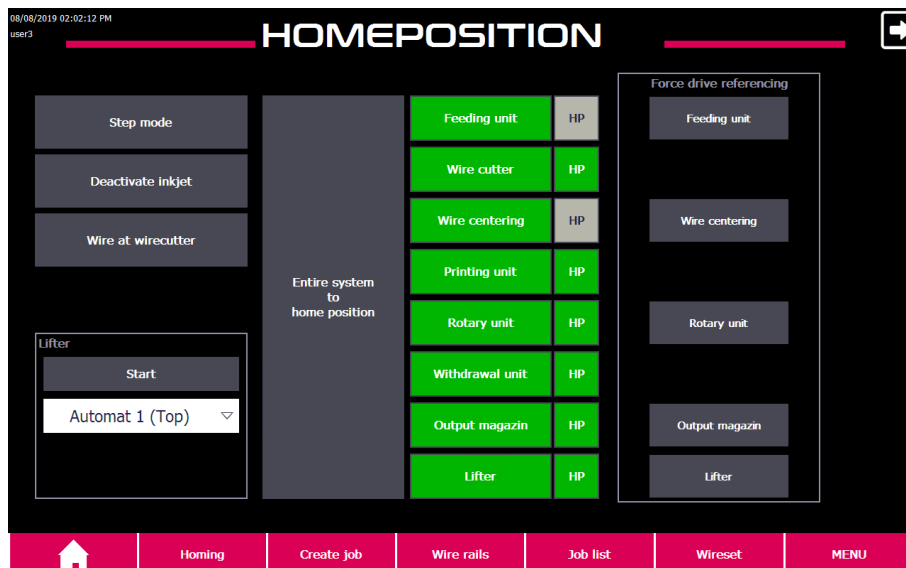 08/08/2019 02:02:12 PM
user3
HOMEPOSITION
Step mode
Deactivate inkjet
Wire at wirecutter
Lifter
Start
Automat 1 (Top)
Entire system
to
home position
Feeding unit HP
Wire cutter HP
Wire centering HP
Printing unit HP
Rotary unit HP
Withdrawal unit HP
Output magazin HP
Lifter HP
Force drive referencing
Feeding unit
Wire centering
Rotary unit
Output magazin
Lifter
Homing Create job Wire rails Job list Wireset MENU